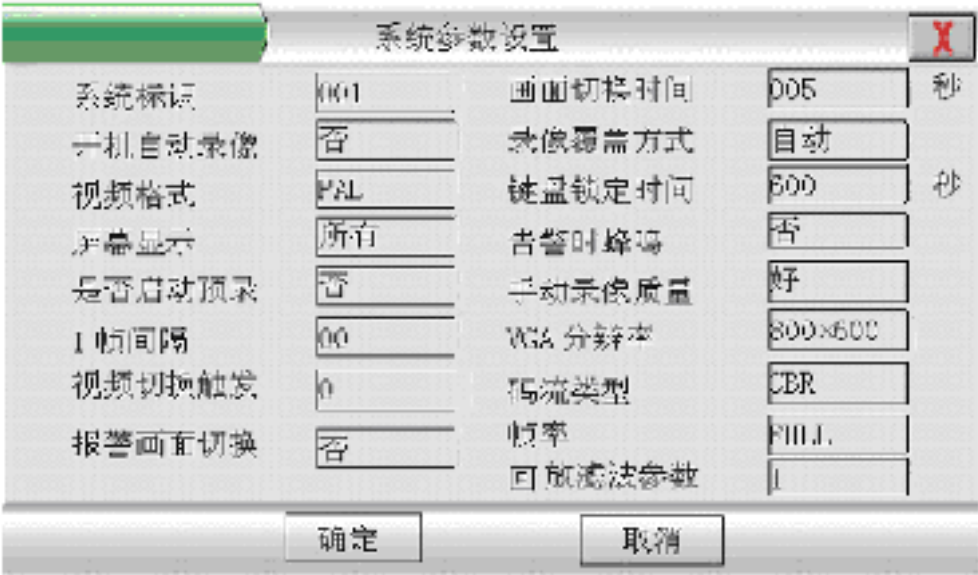 系统参数设置 X
系统标识 001 画面切换时间 005 秒
开机自动录像 否 录像覆盖方式 自动
视频格式 PAL 键盘锁定时间 600 秒
屏幕显示 所有 告警时蜂鸣 否
是否启动预录 否 手动录像质量 好
I 帧间隔 00 VGA 分辨率 800×600
视频切换触发 0 码流类型 CBR
报警画面切换 否 帧率 FULL
回放滤波参数 1
确定 取消